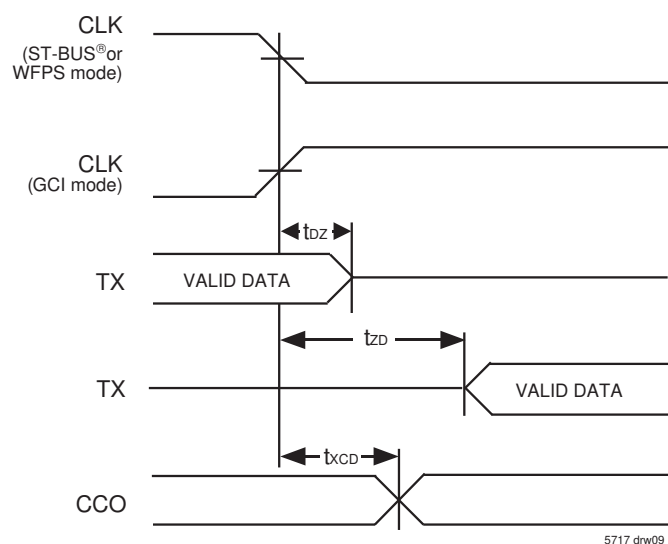 CLK
(ST-BUS®or
WFPS mode)
CLK
(GCI mode)
tDZ
TX
VALID DATA
tZD
TX
VALID DATA
tXCD
CCO
5717 drw09